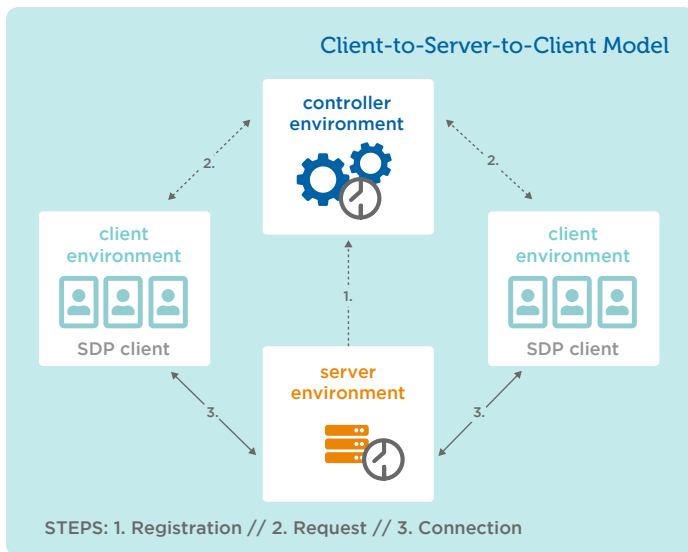 Client-to-Server-to-Client Model
controller
environment
2.
2.
client
environment
SDP client
client
environment
SDP client
1.
server
environment
3.
3.
STEPS: 1. Registration // 2. Request // 3. Connection